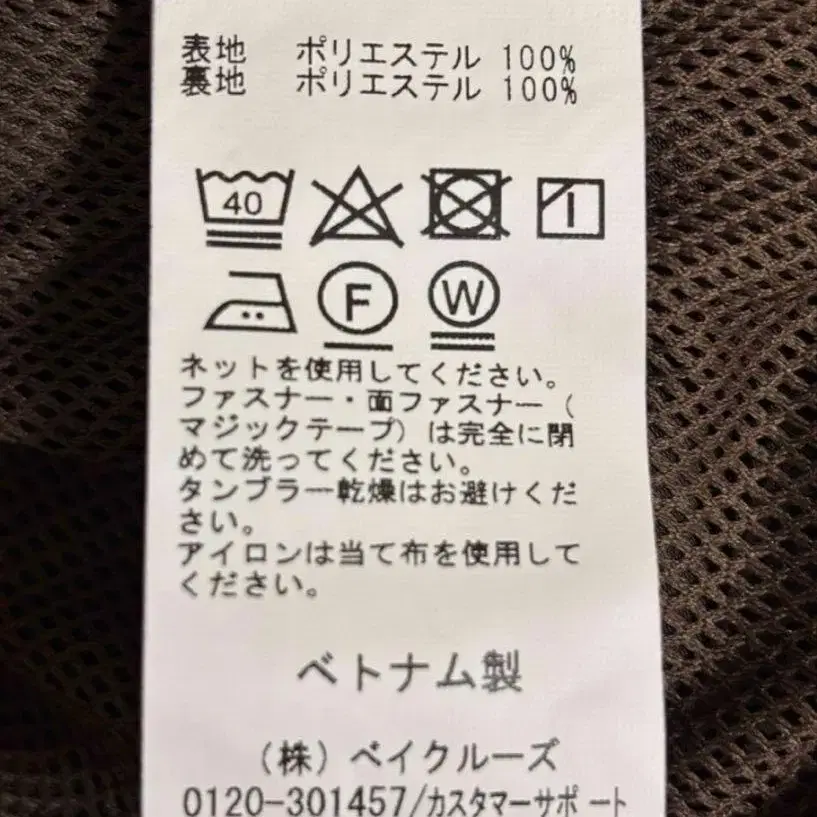 表地 ポリエステル 100%
裏地 ポリエステル 100%
40
F W
ネットを使用してください。
ファスナー・面ファスナー（
マジックテープ）は完全に閉
めて洗ってください。
タンブラー乾燥はお避けくだ
さい。
アイロンは当て布を使用して
ください。
ベトナム製
（株）ベイクルーズ
0120-301457/カスタマーサポート